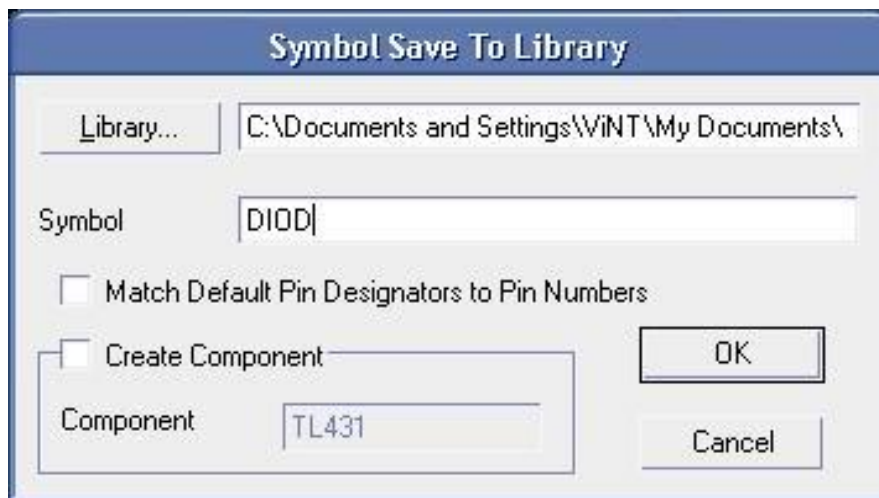 Symbol Save To Library
Library... C:\Documents and Settings\ViNT\My Documents\
Symbol DIOD
Match Default Pin Designators to Pin Numbers
Create Component
OK
Component TL431
Cancel